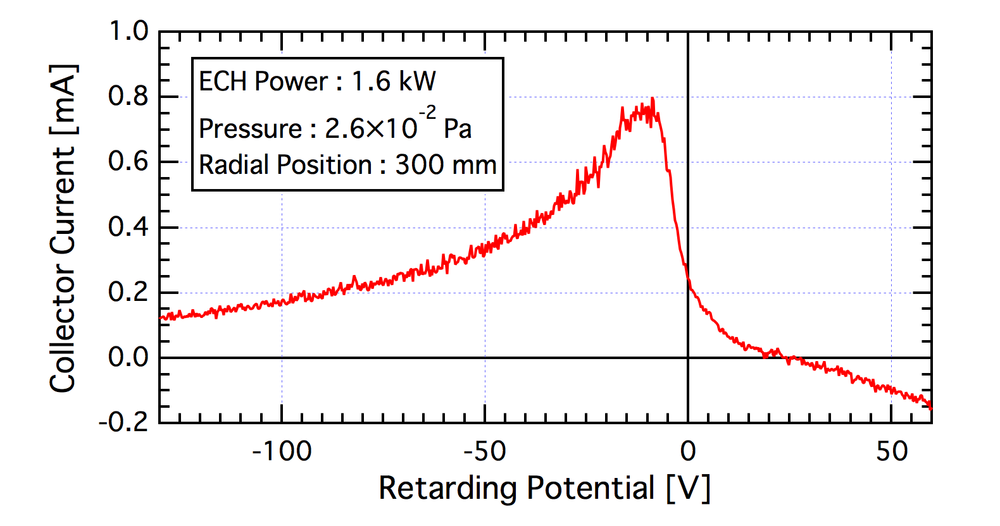 1.0
0.8
0.6
0.4
0.2
0.0
-0.2
Collector Current [mA]
ECH Power : 1.6 kW
Pressure : 2.6×10⁻² Pa
Radial Position : 300 mm
-100 -50 0 50
Retarding Potential [V]